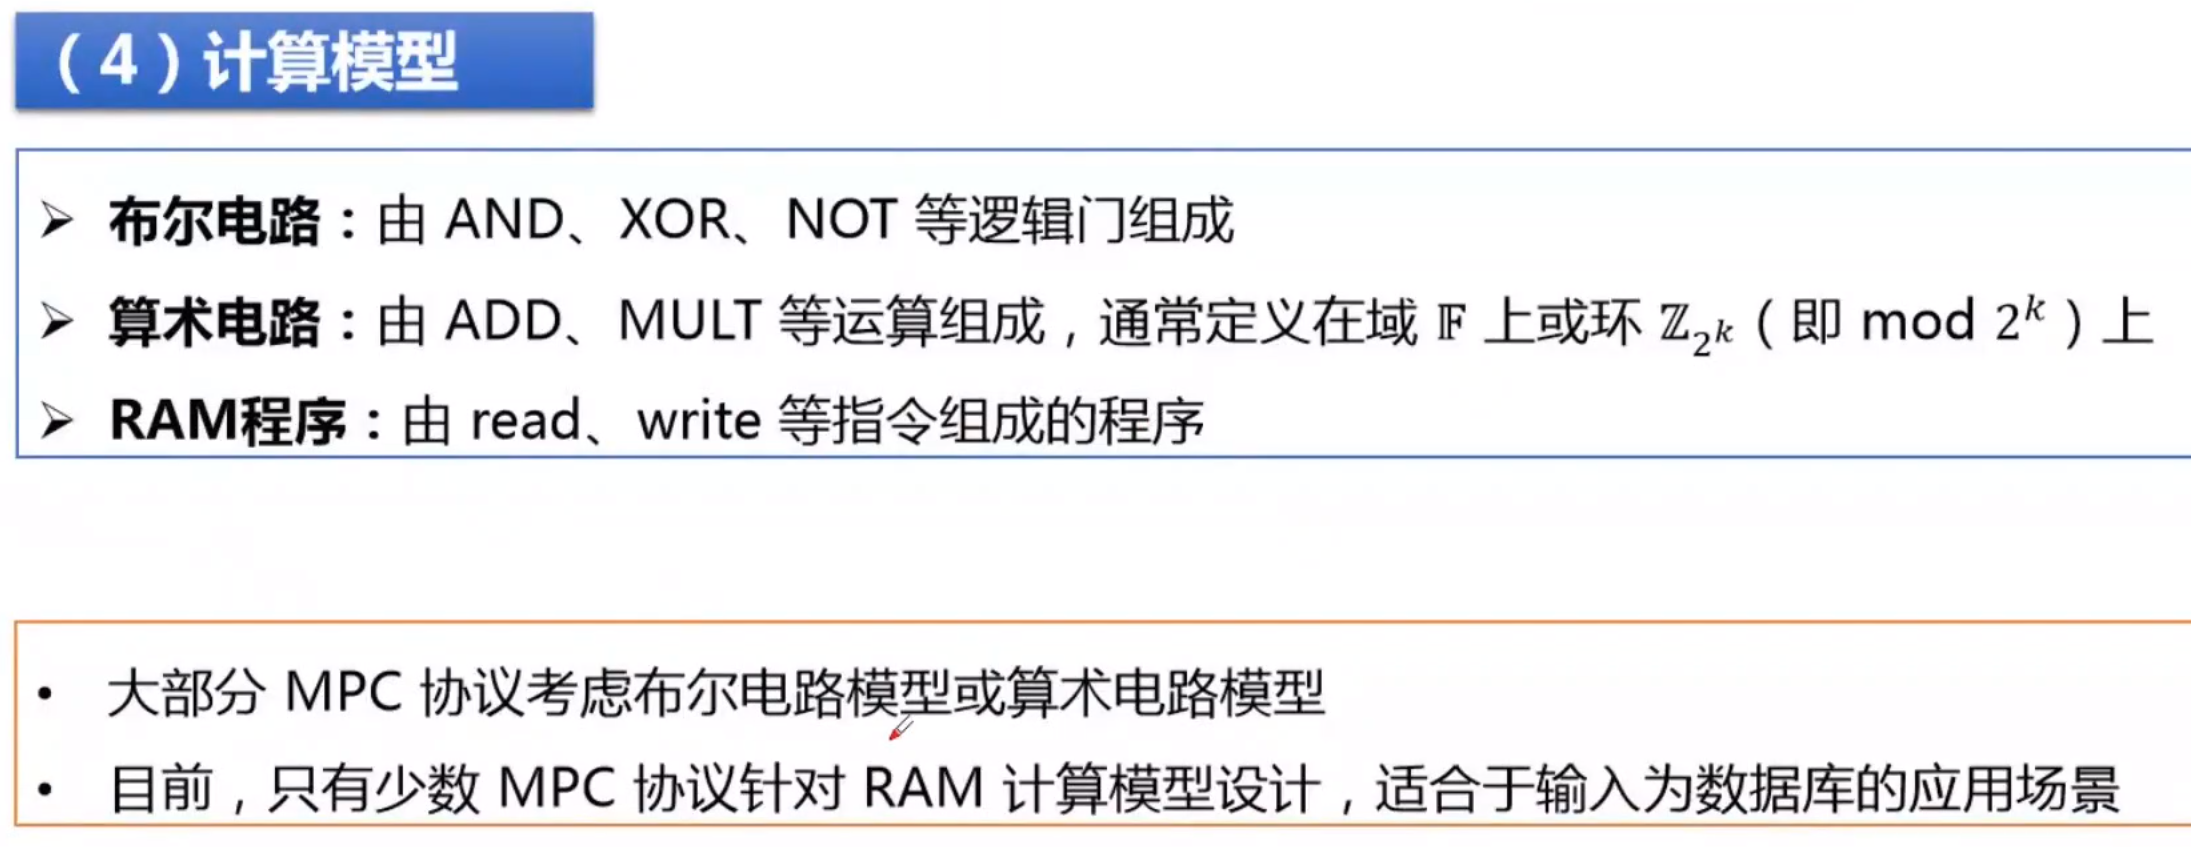 （4）计算模型
➢ 布尔电路：由 AND、XOR、NOT 等逻辑门组成
➢ 算术电路：由 ADD、MULT 等运算组成，通常定义在域 𝔽 上或环 ℤ_{2^k}（即 mod 2^k）上
➢ RAM程序：由 read、write 等指令组成的程序
• 大部分 MPC 协议考虑布尔电路模型或算术电路模型
• 目前，只有少数 MPC 协议针对 RAM 计算模型设计，适合于输入为数据库的应用场景